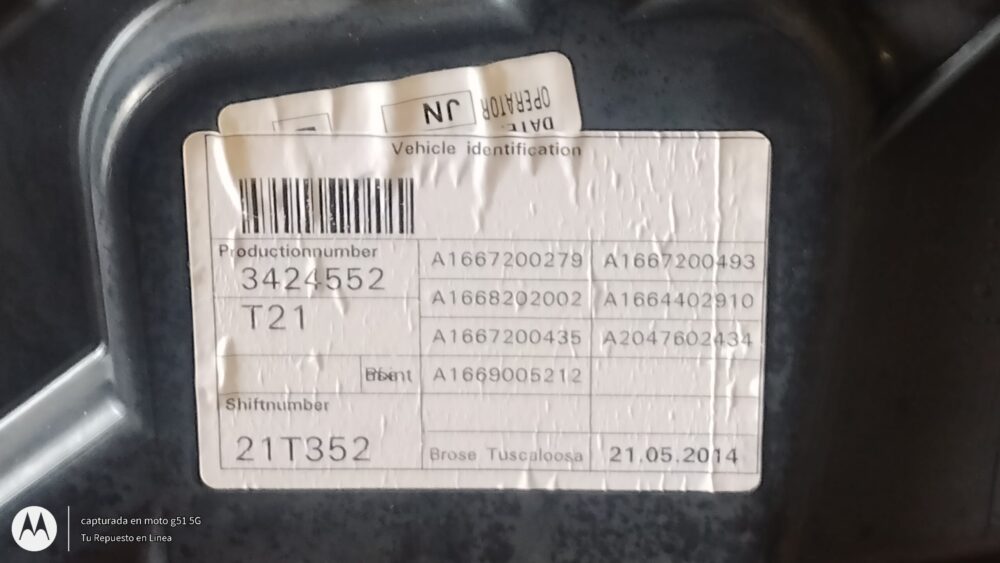 DATE.
OPERATOR
JN
Vehicle identification
Productionnumber
3424552
T21
A1667200279 A1667200493
A1668202002 A1664402910
A1667200435 A2047602434
A1669005212
Shiftnumber
21T352
Brose Tuscaloosa 21.05.2014
capturada en moto g51 5G
Tu Repuesto en Linea